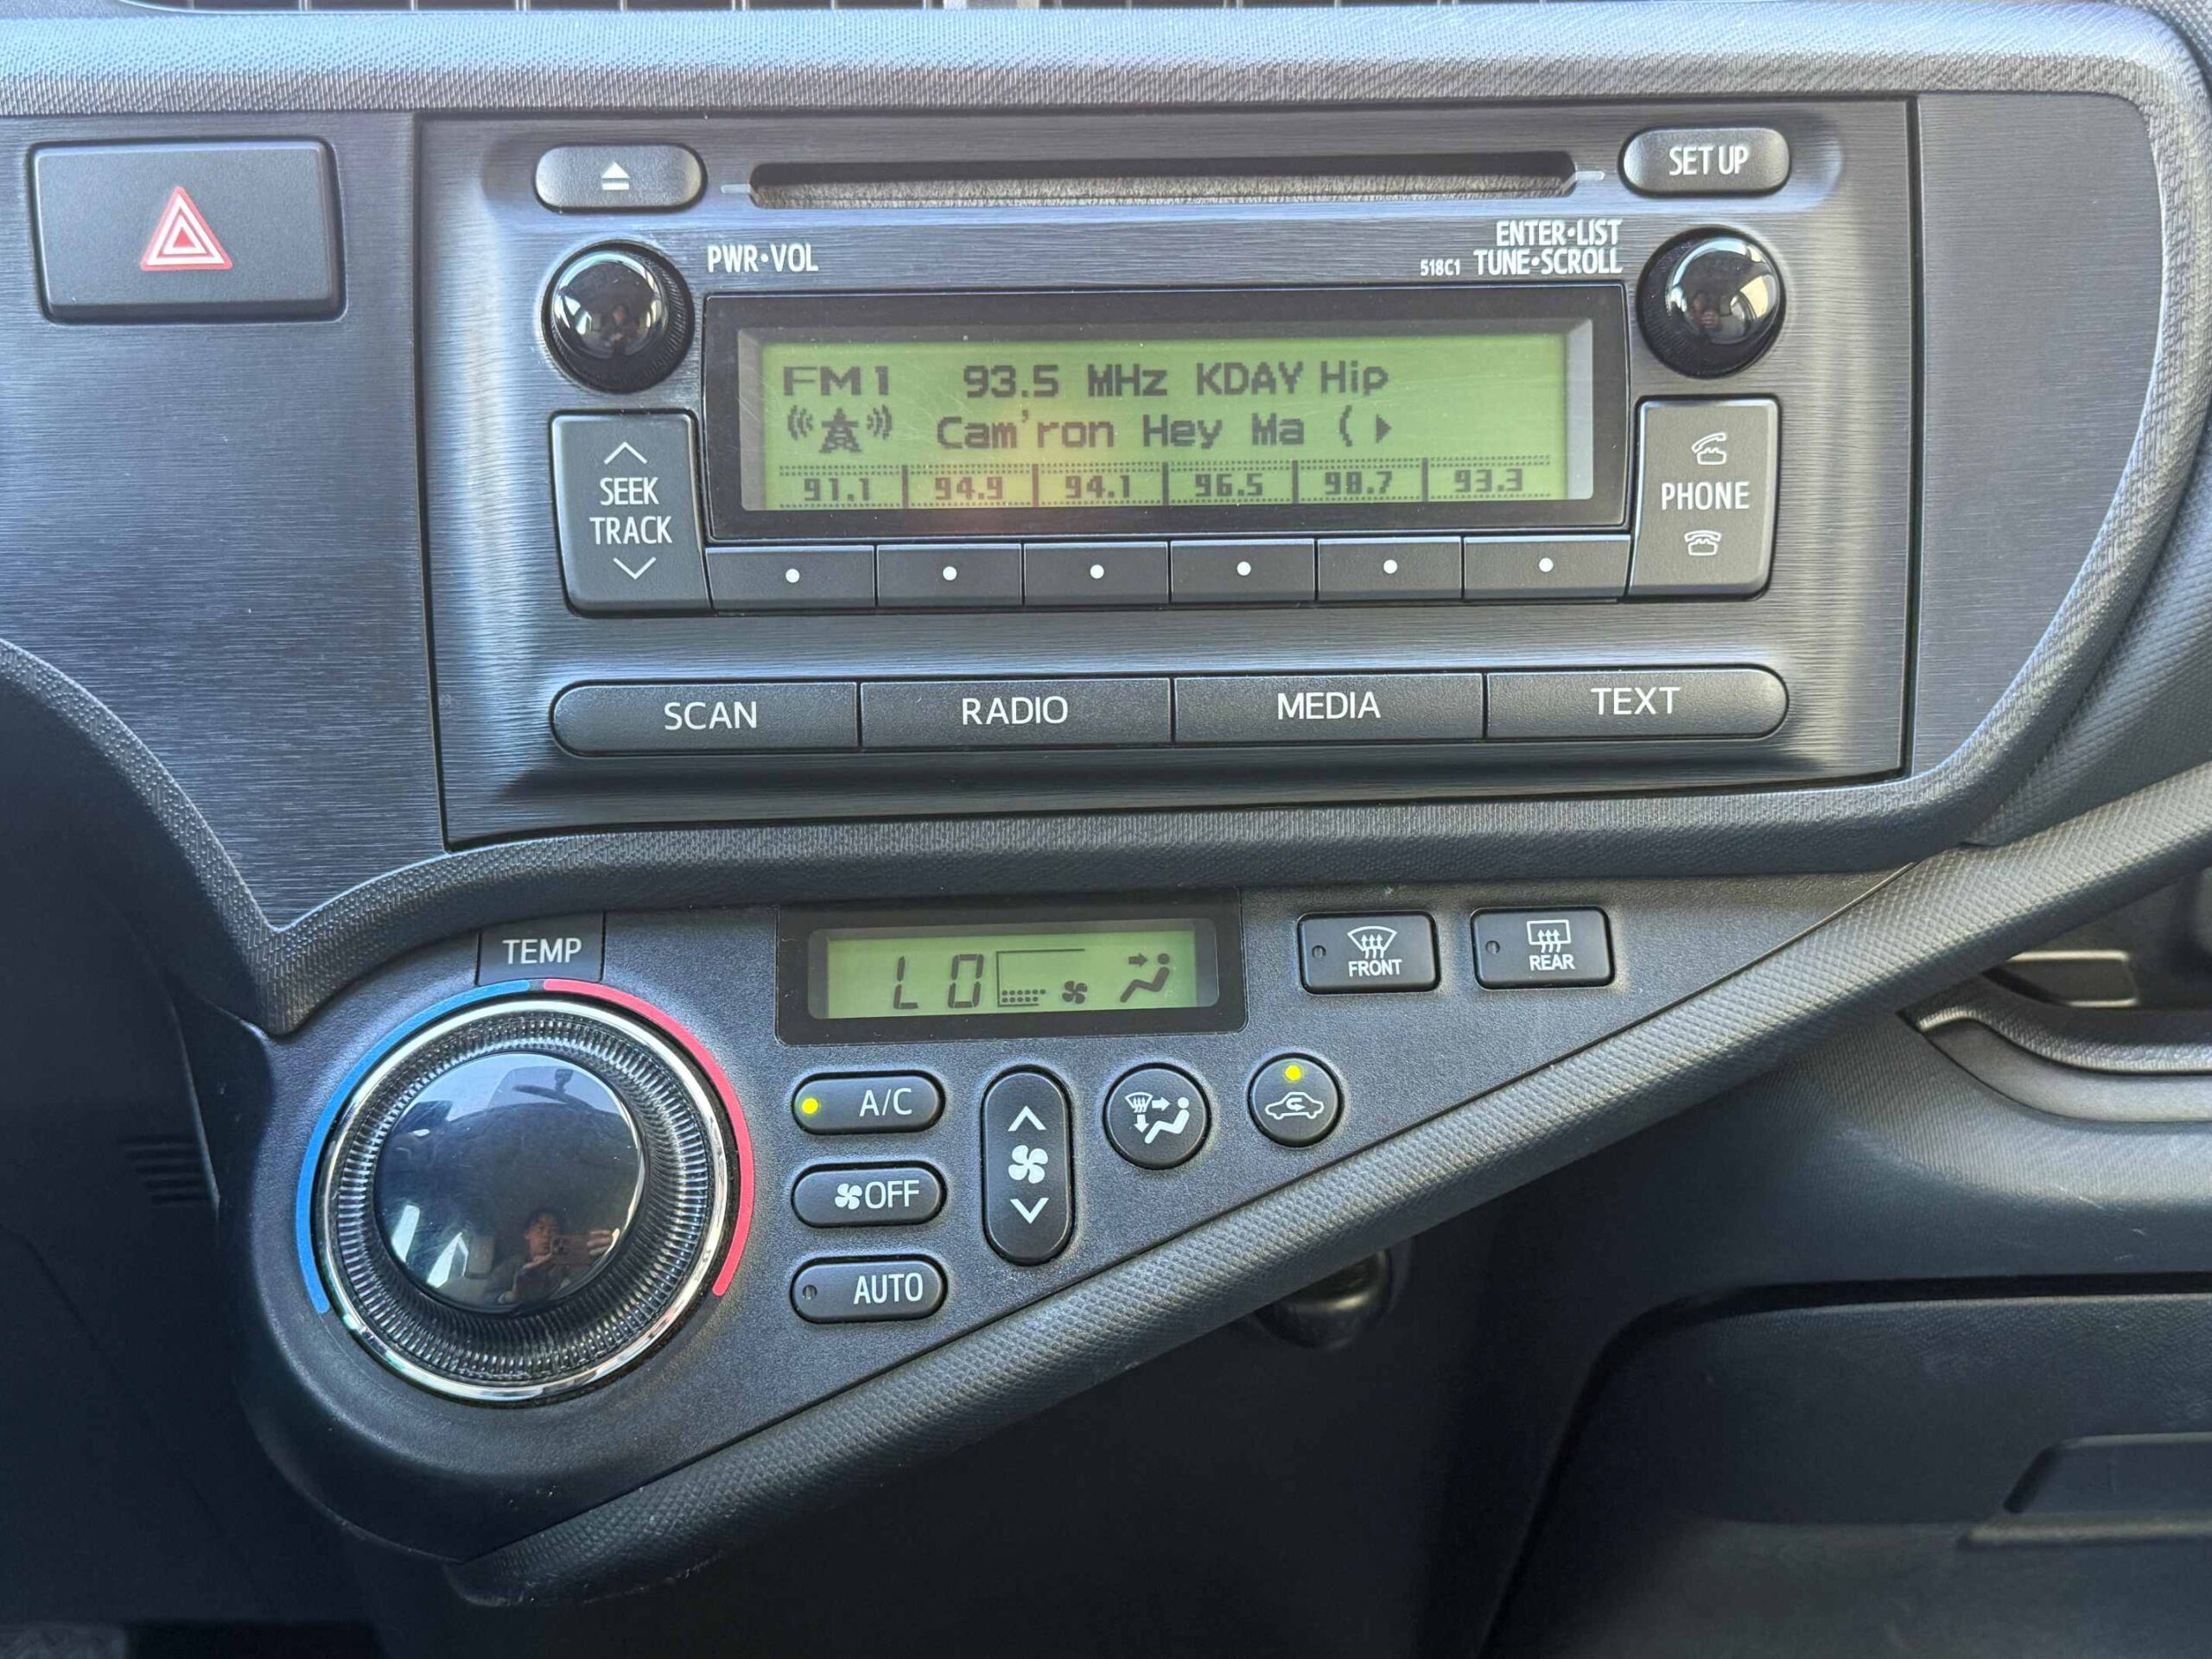 SET UP
PWR•VOL
ENTER•LIST
518C1 TUNE•SCROLL
FM1 93.5 MHz KDAY Hip
Cam'ron Hey Ma (
91.1 94.9 94.1 96.5 98.7 93.3
SEEK
TRACK
PHONE
SCAN RADIO MEDIA TEXT
TEMP
LO
FRONT
REAR
A/C
OFF
AUTO